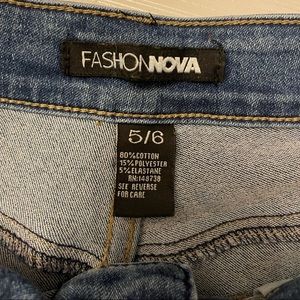 FASHIONNOVA
5/6
80%COTTON
15%POLYESTER
5%ELASTANE
RN:148738
SEE REVERSE
FOR CARE